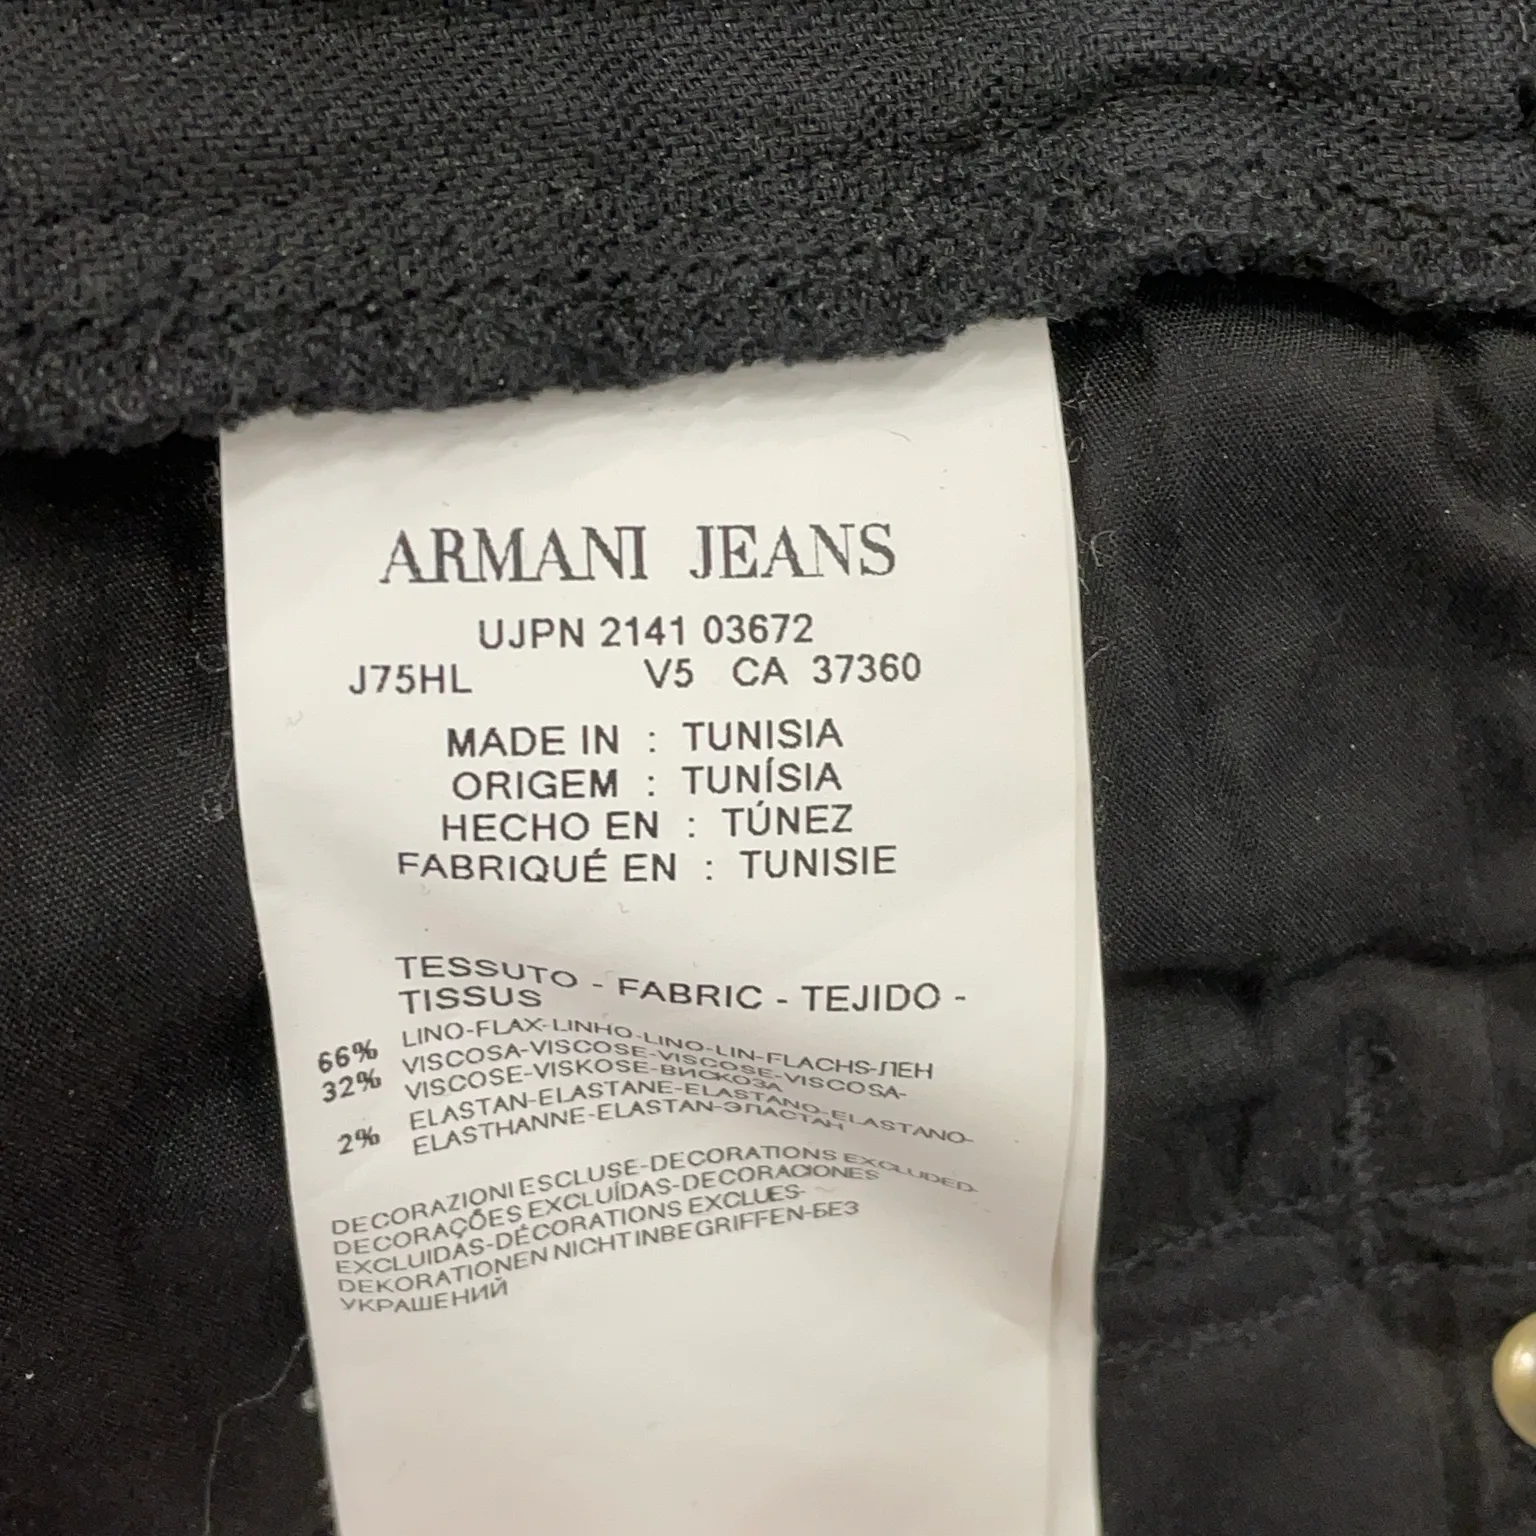 ARMANI JEANS
UJPN 2141 03672
J75HL V5 CA 37360
MADE IN : TUNISIA
ORIGEM : TUNÍSIA
HECHO EN : TÚNEZ
FABRIQUÉ EN : TUNISIE
TESSUTO - FABRIC - TEJIDO -
TISSUS
66% LINO-FLAX-LINHO-LINO-LIN-FLACHS-ЛЕН
32% VISCOSA-VISCOSE-VISCOSE-VISCOSA-
VISCOSE-VISKOSE-ВИСКОЗА
2% ELASTAN-ELASTANE-ELASTANO-ELASTANO-
ELASTHANNE-ELASTAN-ЭЛАСТАН
DECORAZIONI ESCLUSE-DECORATIONS EXCLUDED-
DECORAÇÕES EXCLUÍDAS-DECORACIONES
EXCLUIDAS-DÉCORATIONS EXCLUES-
DEKORATIONEN NICHT INBEGRIFFEN-БЕЗ
УКРАШЕНИЙ